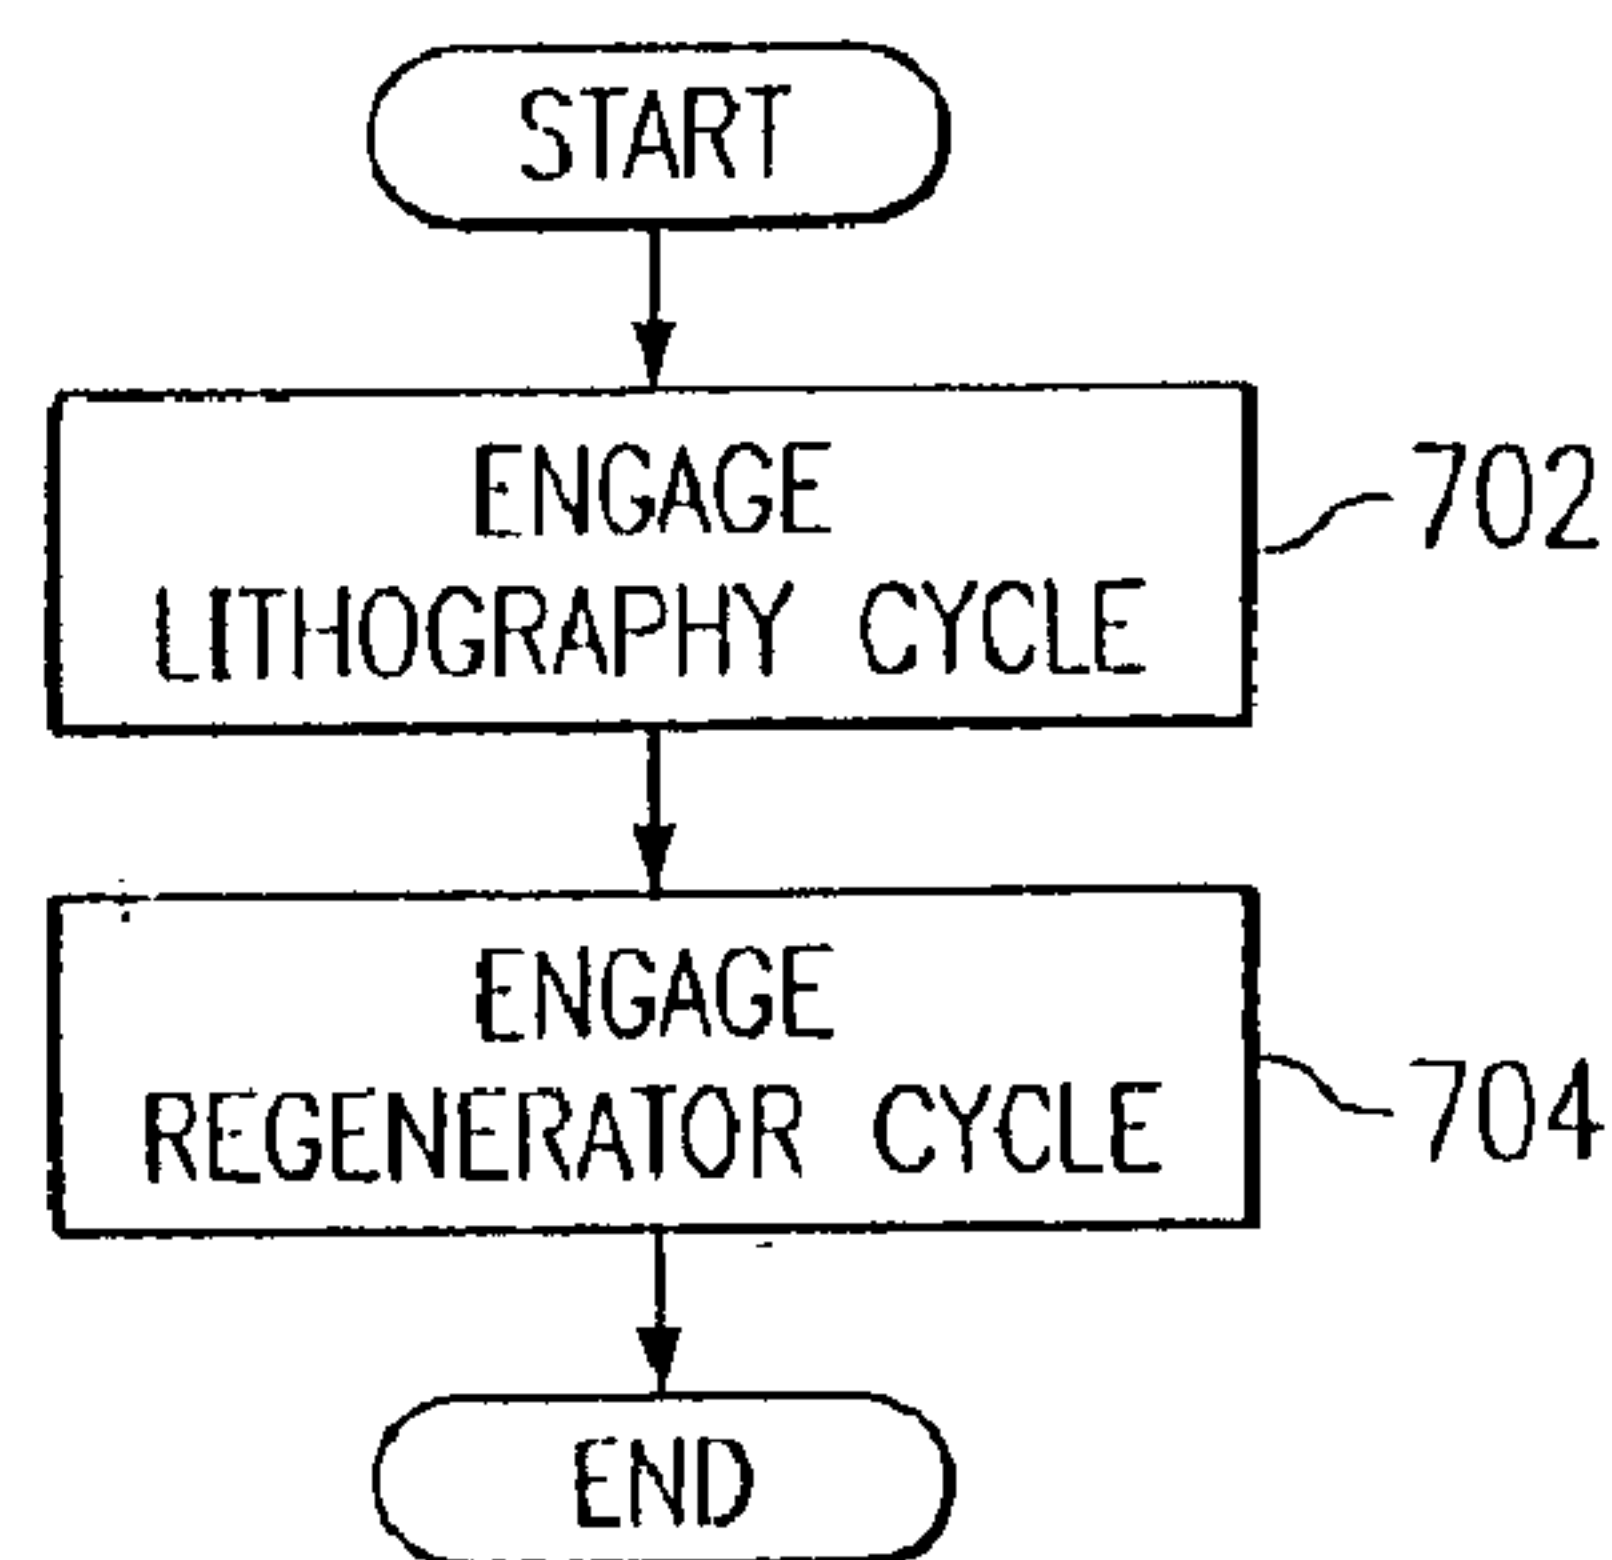 START
ENGAGE
LITHOGRAPHY CYCLE
702
ENGAGE
REGENERATOR CYCLE
704
END